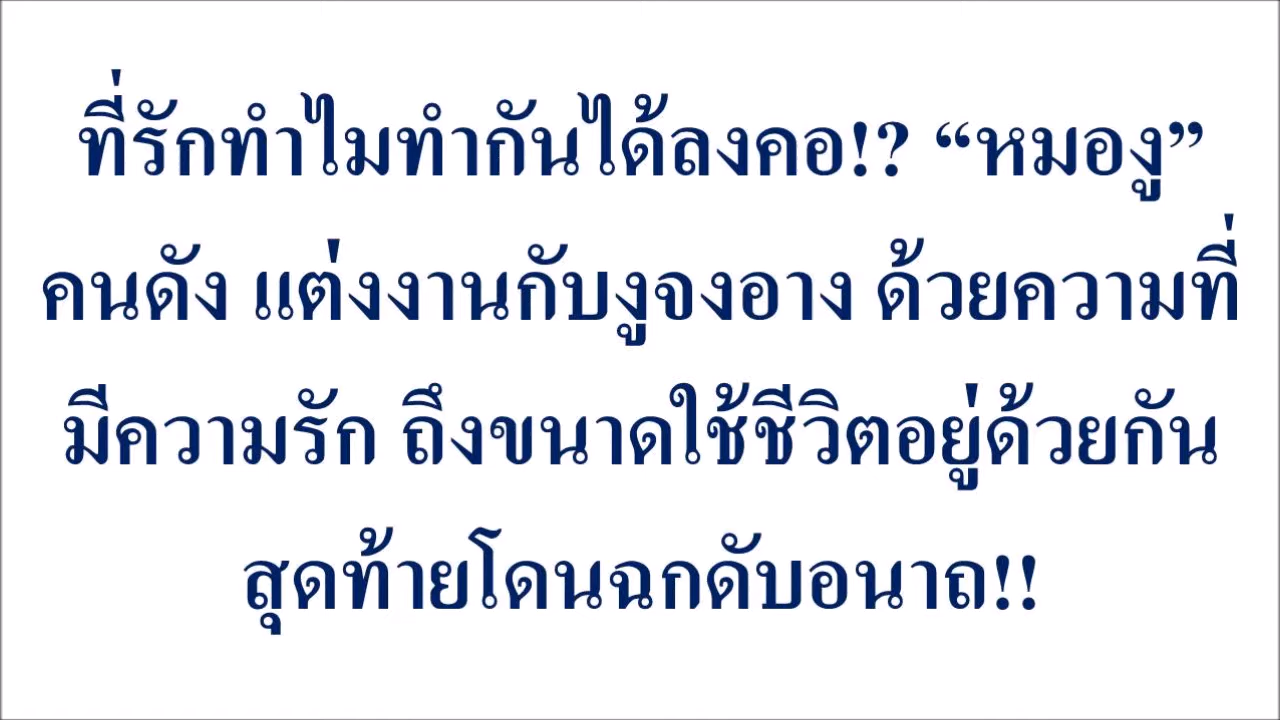 ที่รักทำไมทำกันได้ลงคอ!? “หมองู”
คนดัง แต่งงานกับงูจงอาง ด้วยความที่
มีความรัก ถึงขนาดใช้ชีวิตอยู่ด้วยกัน
สุดท้ายโดนฉกดับอนาถ!!